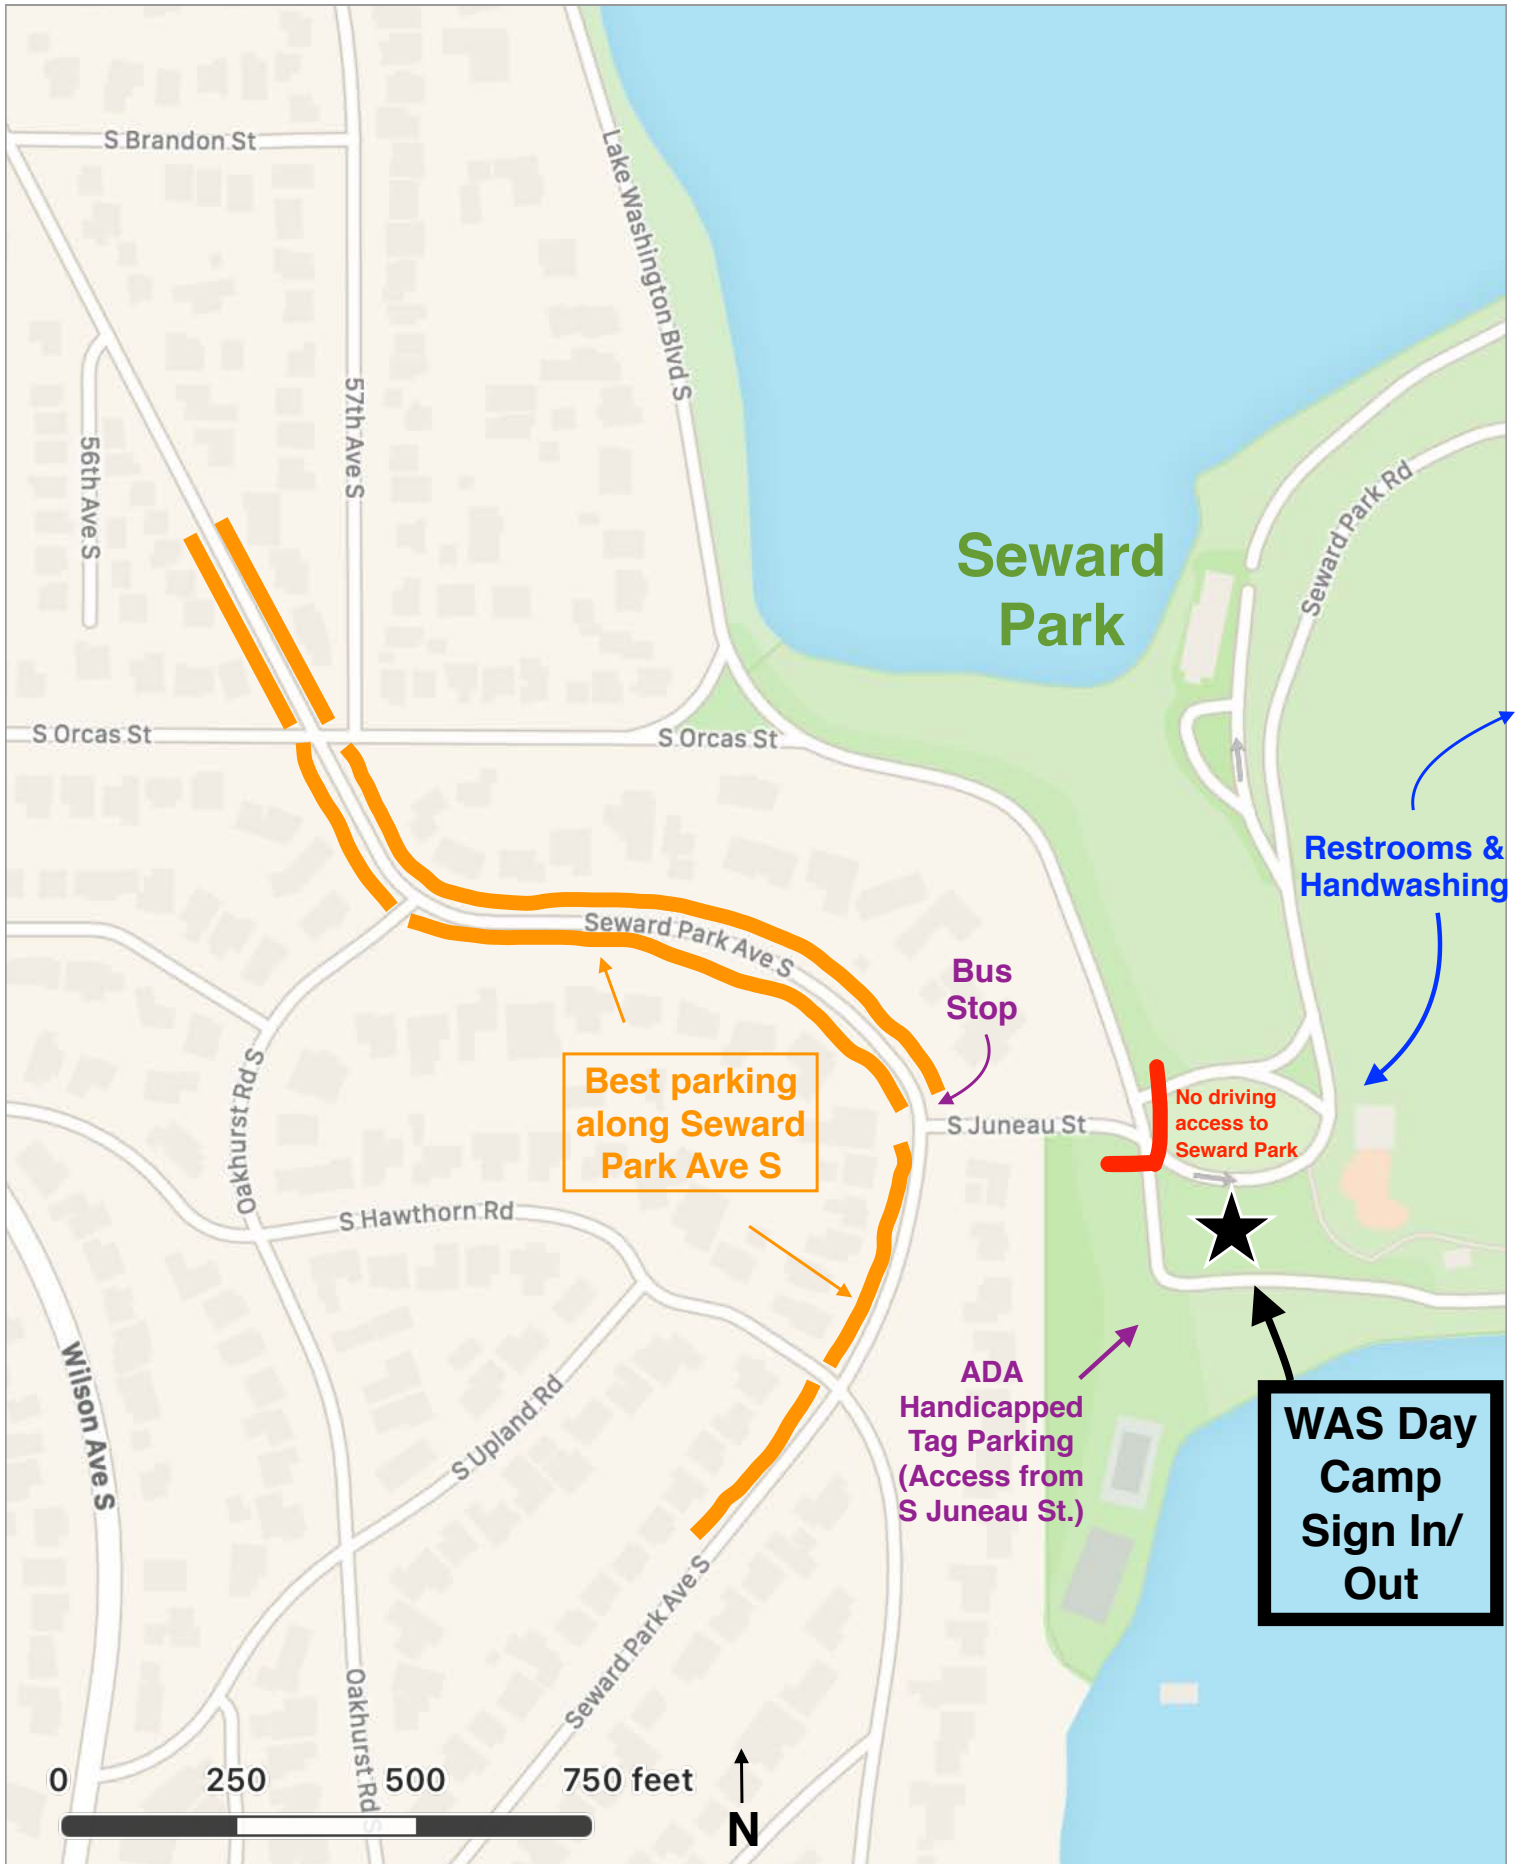 S Brandon St
Lake Washington Blvd S
57th Ave S
56th Ave S
Seward Park Rd
Seward
Park
S Orcas St
S Orcas St
Restrooms &
Handwashing
Seward Park Ave S
Bus
Stop
Best parking
along Seward
Park Ave S
S Juneau St
No driving
access to
Seward Park
Oakhurst Rd S
S Hawthorn Rd
Wilson Ave S
S Upland Rd
ADA
Handicapped
Tag Parking
(Access from
S Juneau St.)
WAS Day
Camp
Sign In/
Out
Seward Park Ave S
Oakhurst Rd S
0 250 500 750 feet
N